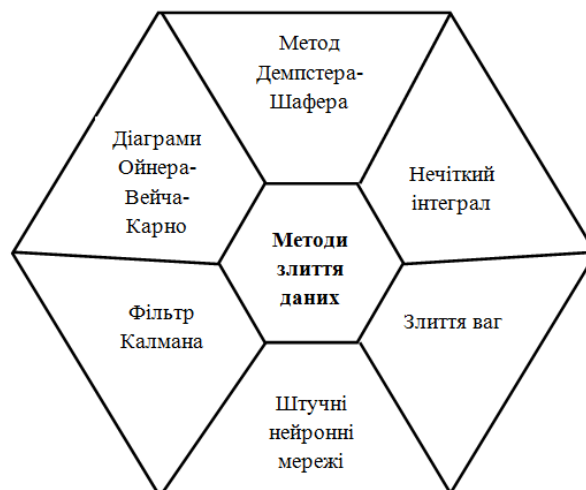 Метод
Демпстера-
Шафера
Діаграми
Ойнера-
Вейча-
Карно
Нечіткий
інтеграл
Методи
злиття
даних
Фільтр
Калмана
Злиття ваг
Штучні
нейронні
мережі